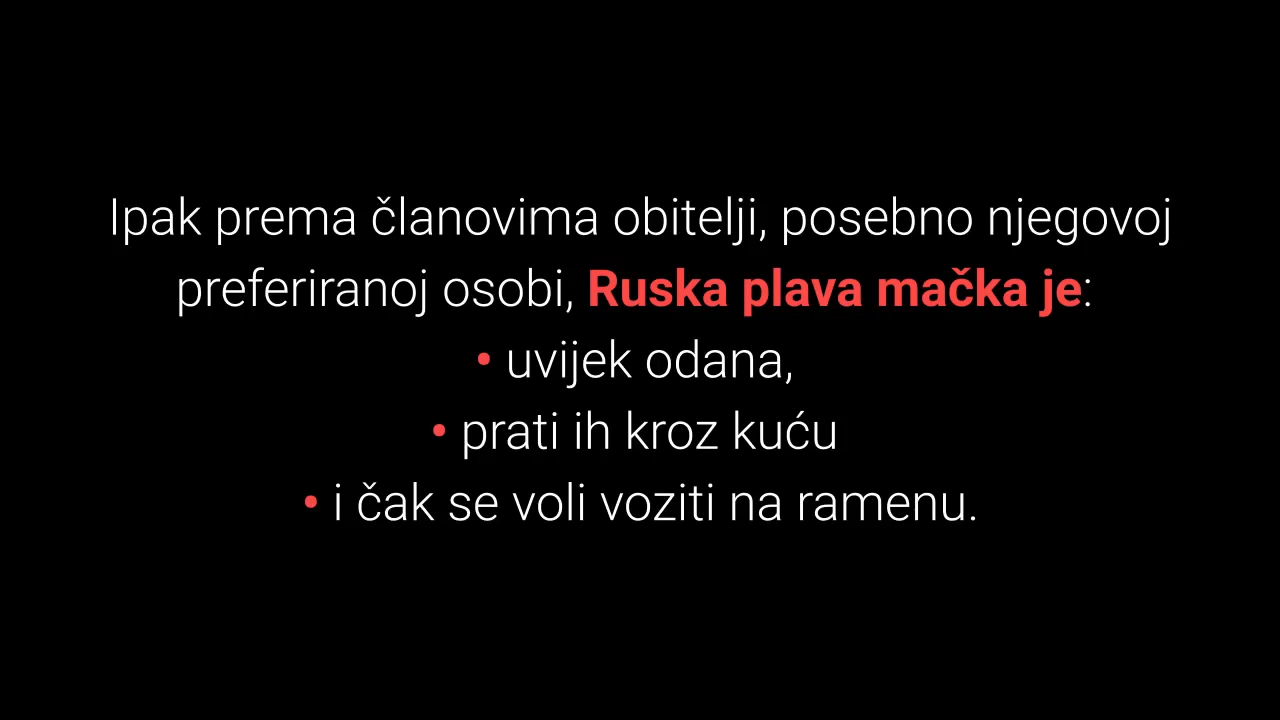 Ipak prema članovima obitelji, posebno njegovoj
preferiranoj osobi, Ruska plava mačka je:
• uvijek odana,
• prati ih kroz kuću
• i čak se voli voziti na ramenu.